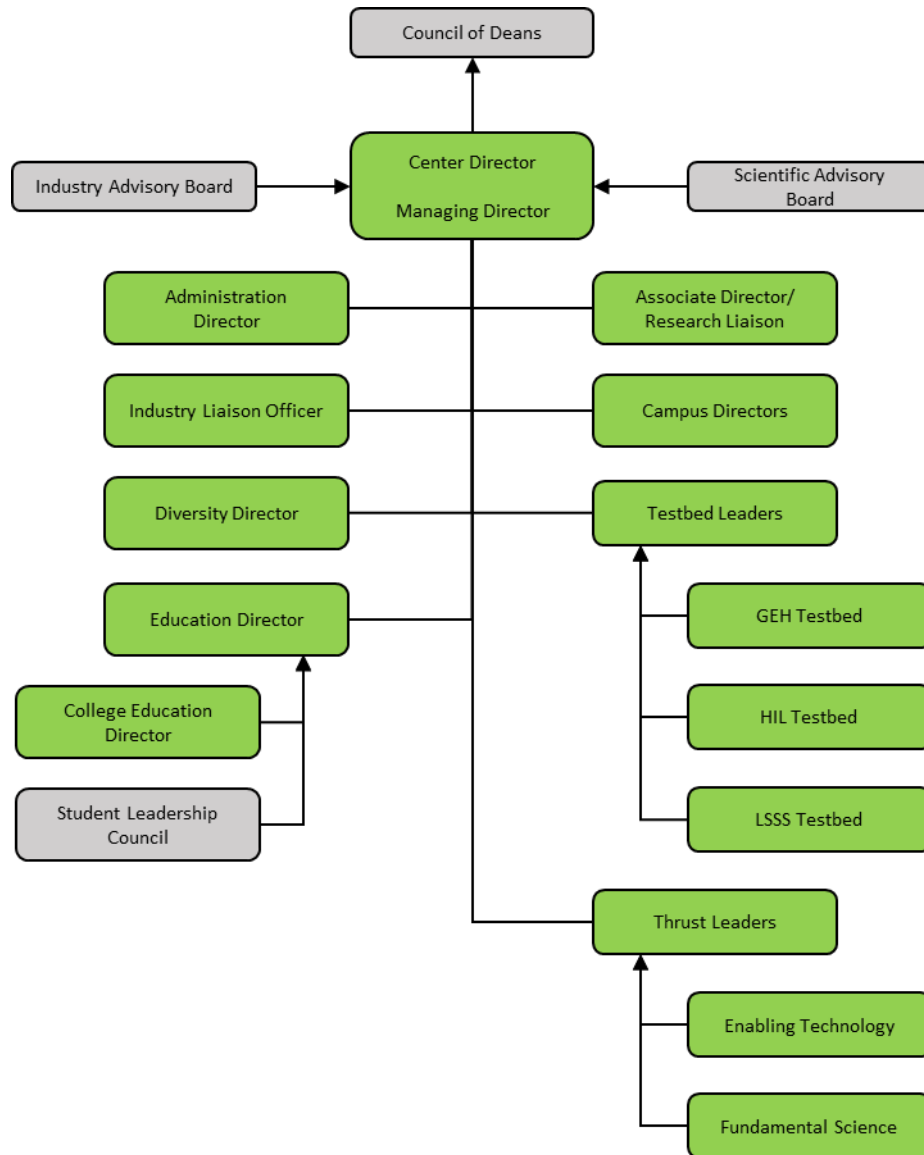 Council of Deans
Center Director
Managing Director
Industry Advisory Board
Scientific Advisory
Board
Administration
Director
Associate Director/
Research Liaison
Industry Liaison Officer
Campus Directors
Diversity Director
Testbed Leaders
Education Director
GEH Testbed
College Education
Director
HIL Testbed
Student Leadership
Council
LSSS Testbed
Thrust Leaders
Enabling Technology
Fundamental Science